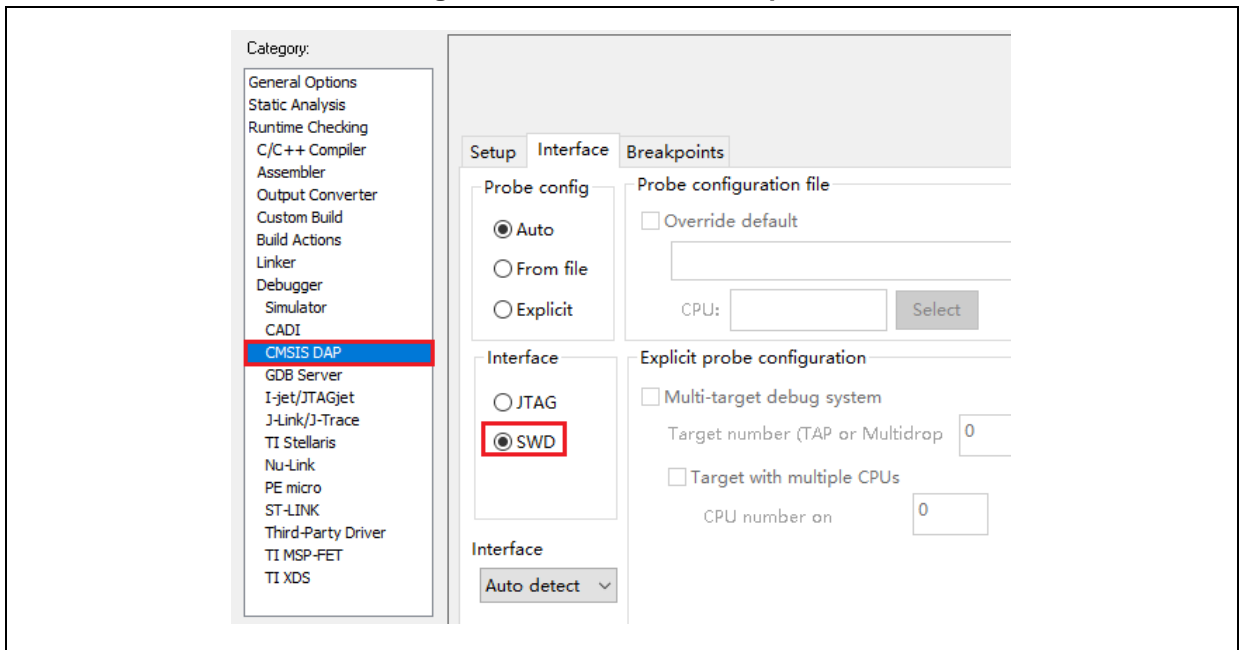 Category:
General Options
Static Analysis
Runtime Checking
C/C++ Compiler
Assembler
Output Converter
Custom Build
Build Actions
Linker
Debugger
Simulator
CADI
CMSIS DAP
GDB Server
I-jet/JTAGjet
J-Link/J-Trace
TI Stellaris
Nu-Link
PE micro
ST-LINK
Third-Party Driver
TI MSP-FET
TI XDS
Setup Interface Breakpoints
Probe config
Auto
From file
Explicit
Probe configuration file
Override default
CPU: Select
Interface
JTAG
SWD
Explicit probe configuration
Multi-target debug system
Target number (TAP or Multidrop 0
Target with multiple CPUs
CPU number on 0
Interface
Auto detect